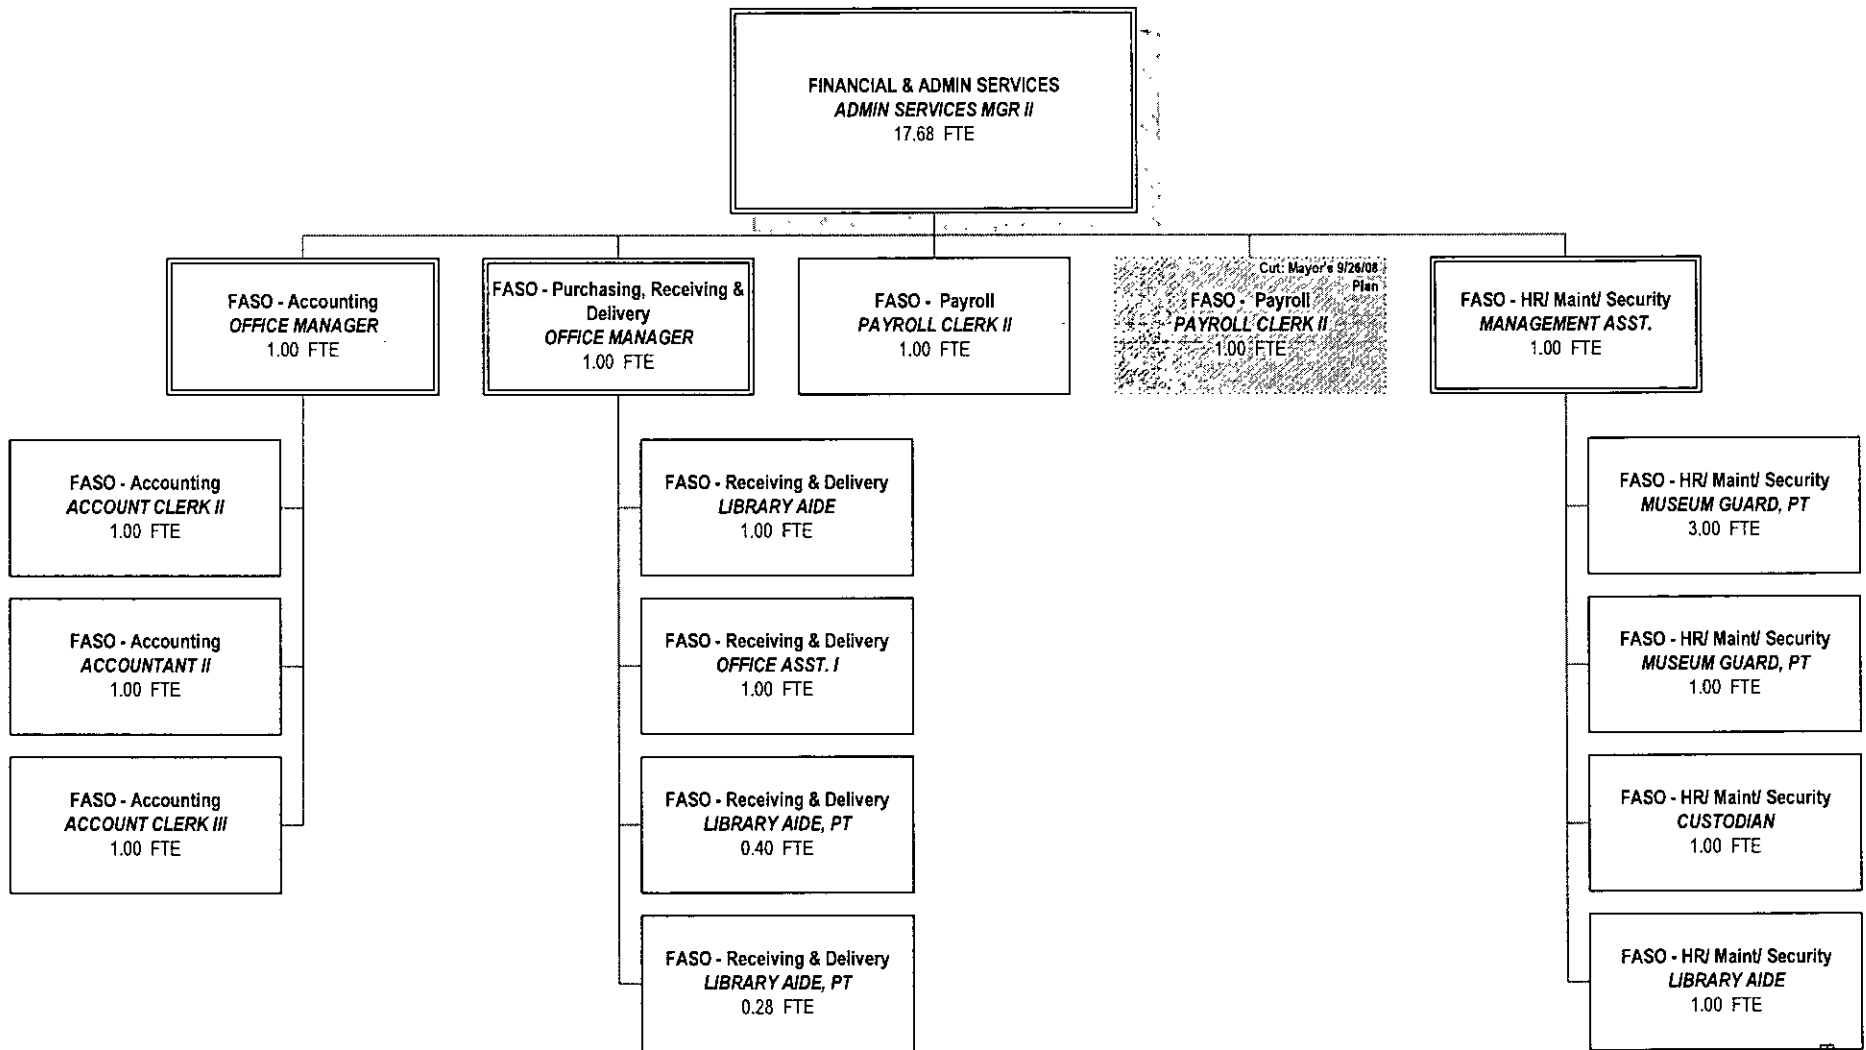 FINANCIAL & ADMIN SERVICES
ADMIN SERVICES MGR II
17.68 FTE
FASO - Accounting
OFFICE MANAGER
1.00 FTE
FASO - Purchasing, Receiving &
Delivery
OFFICE MANAGER
1.00 FTE
FASO - Payroll
PAYROLL CLERK II
1.00 FTE
Cut: Mayor's 9/26/08
Plan
FASO - Payroll
PAYROLL CLERK II
1.00 FTE
FASO - HR/ Maint/ Security
MANAGEMENT ASST.
1.00 FTE
FASO - Accounting
ACCOUNT CLERK II
1.00 FTE
FASO - Accounting
ACCOUNTANT II
1.00 FTE
FASO - Accounting
ACCOUNT CLERK III
1.00 FTE
FASO - Receiving & Delivery
LIBRARY AIDE
1.00 FTE
FASO - Receiving & Delivery
OFFICE ASST. I
1.00 FTE
FASO - Receiving & Delivery
LIBRARY AIDE, PT
0.40 FTE
FASO - Receiving & Delivery
LIBRARY AIDE, PT
0.28 FTE
FASO - HR/ Maint/ Security
MUSEUM GUARD, PT
3.00 FTE
FASO - HR/ Maint/ Security
MUSEUM GUARD, PT
1.00 FTE
FASO - HR/ Maint/ Security
CUSTODIAN
1.00 FTE
FASO - HR/ Maint/ Security
LIBRARY AIDE
1.00 FTE